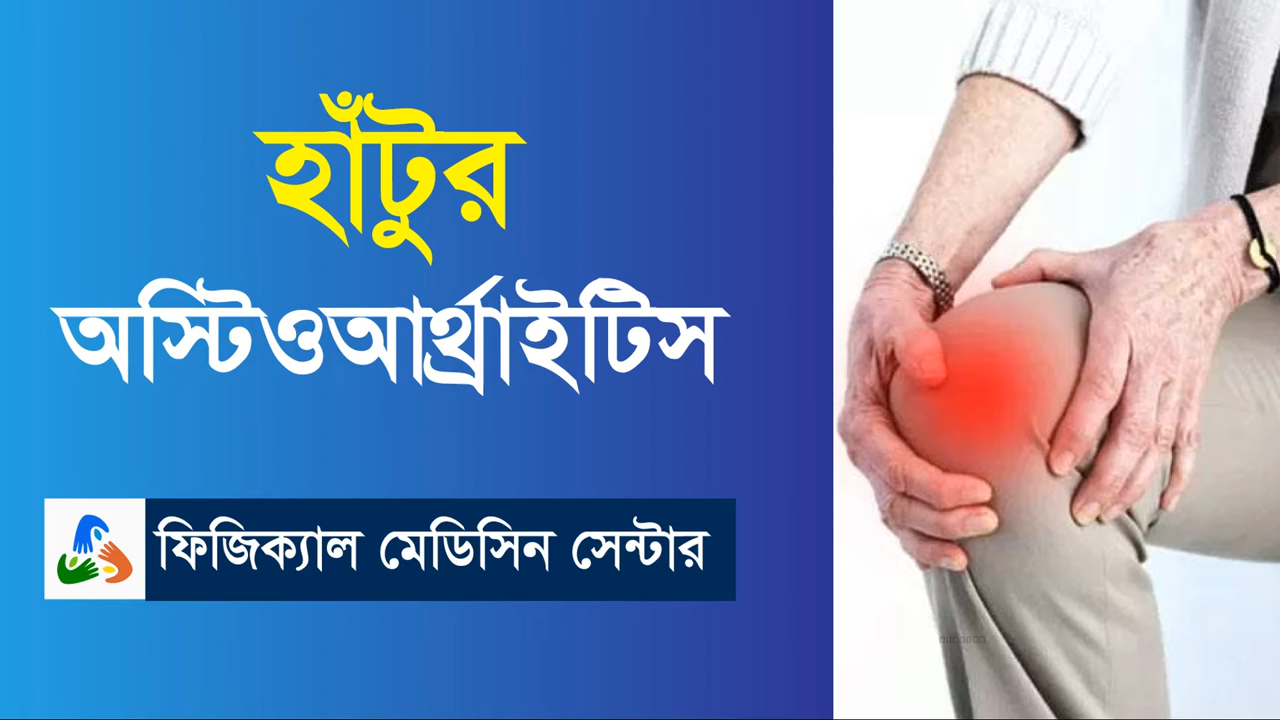 হাঁটুর
অস্টিওআর্থ্রাইটিস
ফিজিক্যাল মেডিসিন সেন্টার